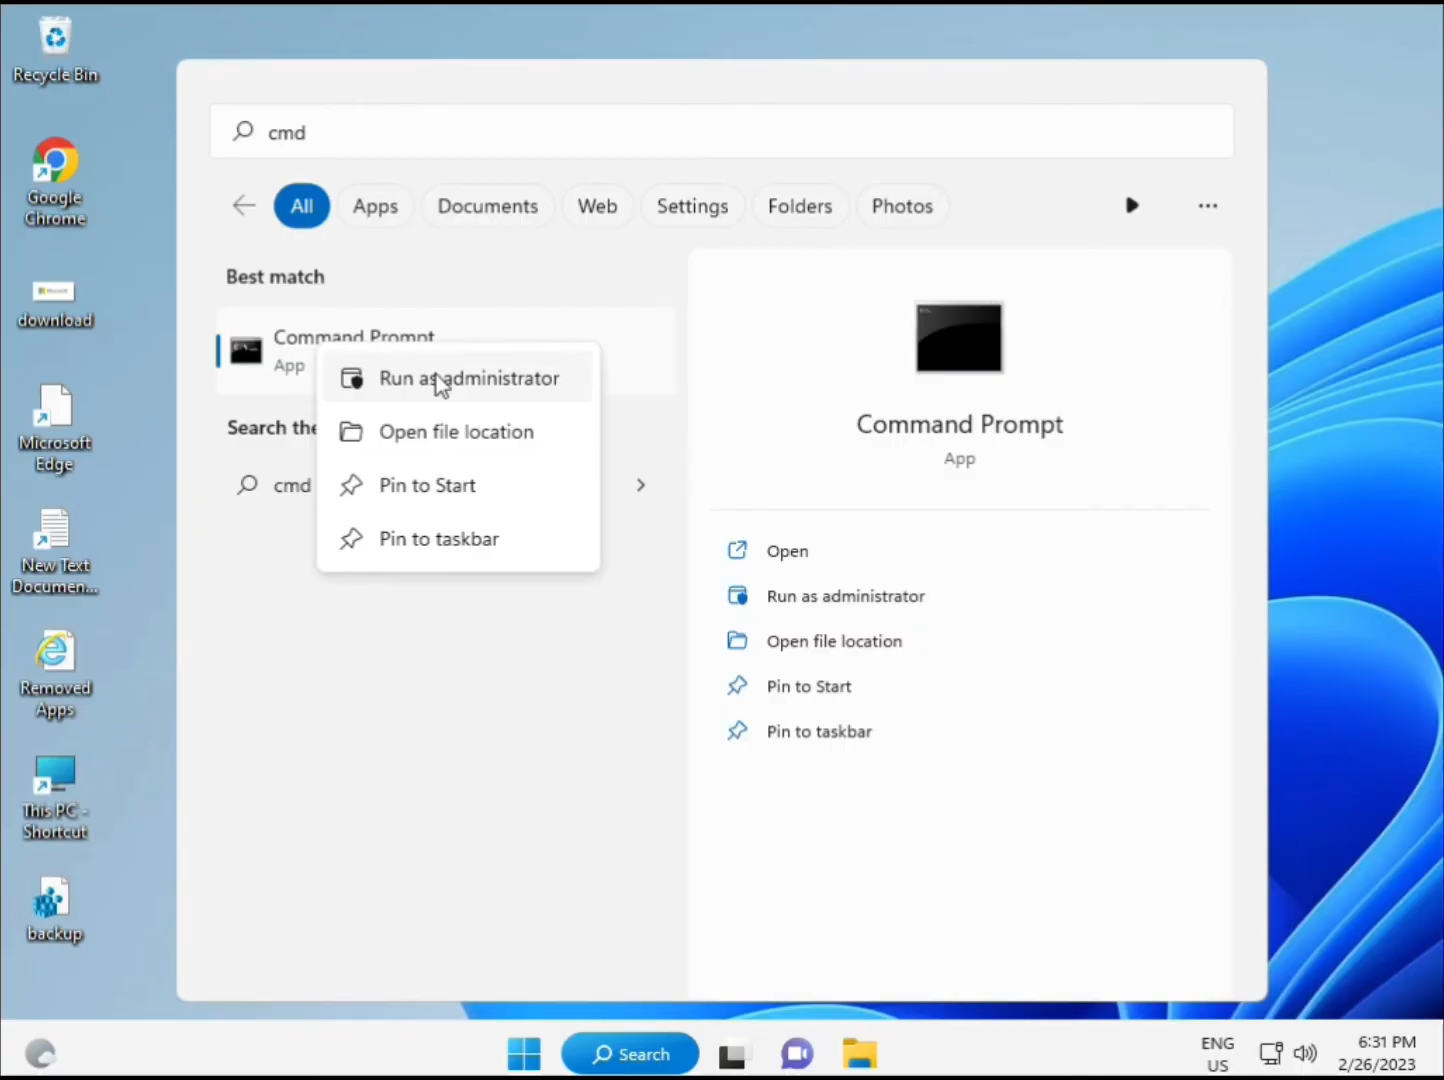 Recycle Bin
Google
Chrome
download
Microsoft
Edge
New Text
Documen...
Removed
Apps
This PC -
Shortcut
backup
cmd
All
Apps
Documents
Web
Settings
Folders
Photos
Best match
Command Prompt
App
Run as administrator
Open file location
Pin to Start
Pin to taskbar
Search the
cmd
Command Prompt
App
Open
Run as administrator
Open file location
Pin to Start
Pin to taskbar
Search
ENG
US
6:31 PM
2/26/2023